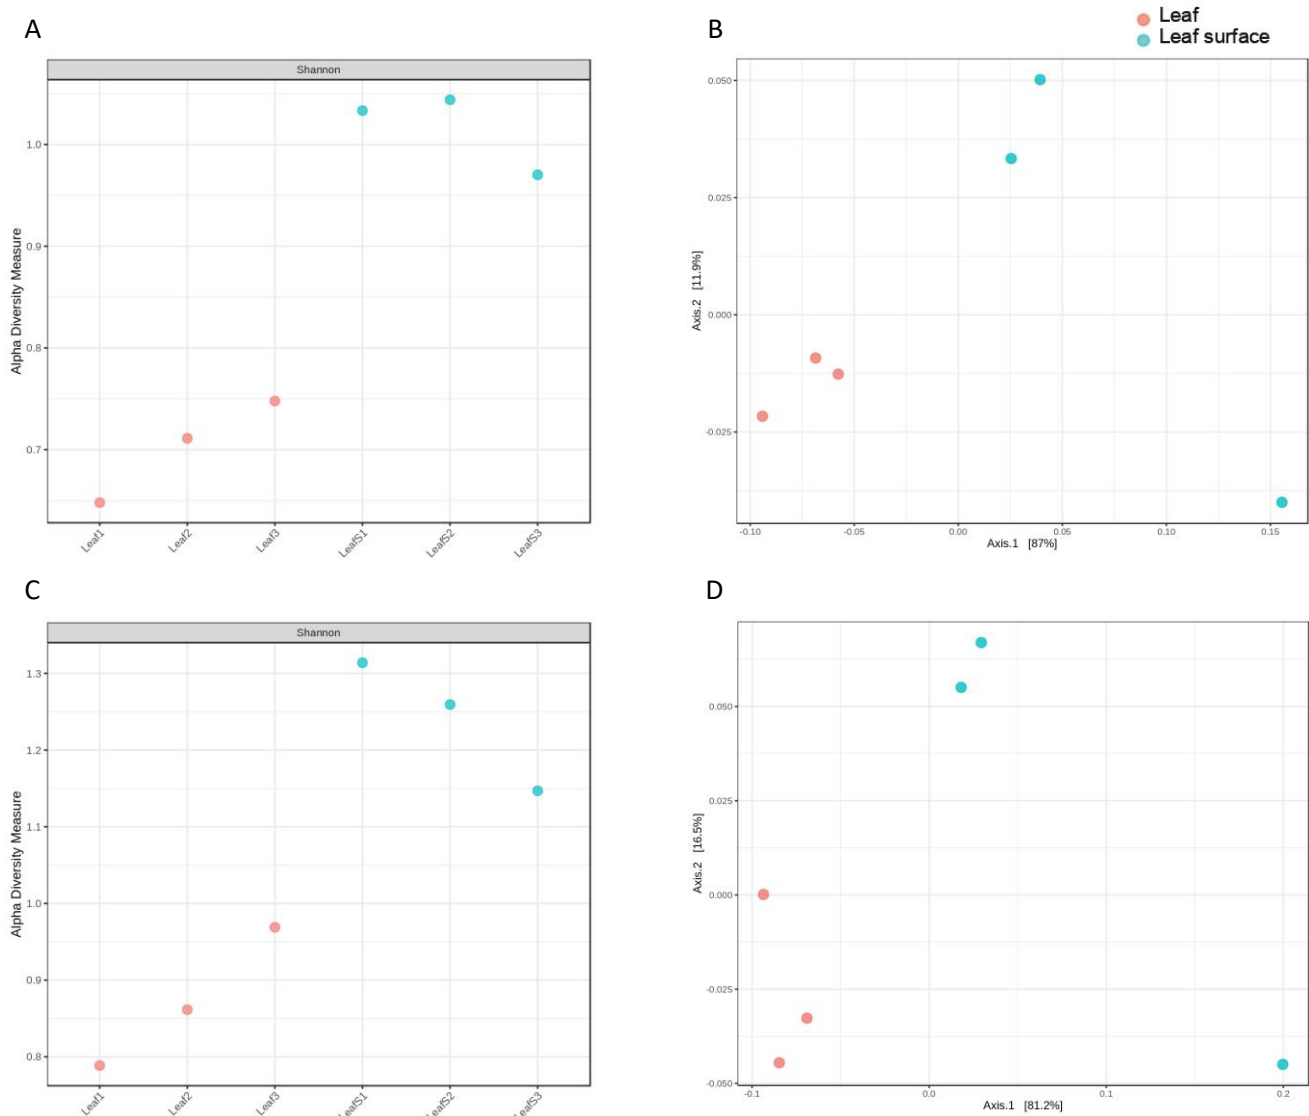 A
Shannon
Alpha Diversity Measure
1.0
0.9
0.8
0.7
Leaf1
Leaf2
Leaf3
LeafS1
LeafS2
LeafS3
B
Leaf
Leaf surface
Axis.2 [11.9%]
0.050
0.025
0.000
-0.025
-0.10
-0.05
0.00
0.05
0.10
0.15
Axis.1 [87%]
C
Shannon
Alpha Diversity Measure
1.3
1.2
1.1
1.0
0.9
0.8
Leaf1
Leaf2
Leaf3
LeafS1
LeafS2
LeafS3
D
Axis.2 [16.5%]
0.050
0.025
0.000
-0.025
-0.050
-0.1
0.0
0.1
0.2
Axis.1 [81.2%]